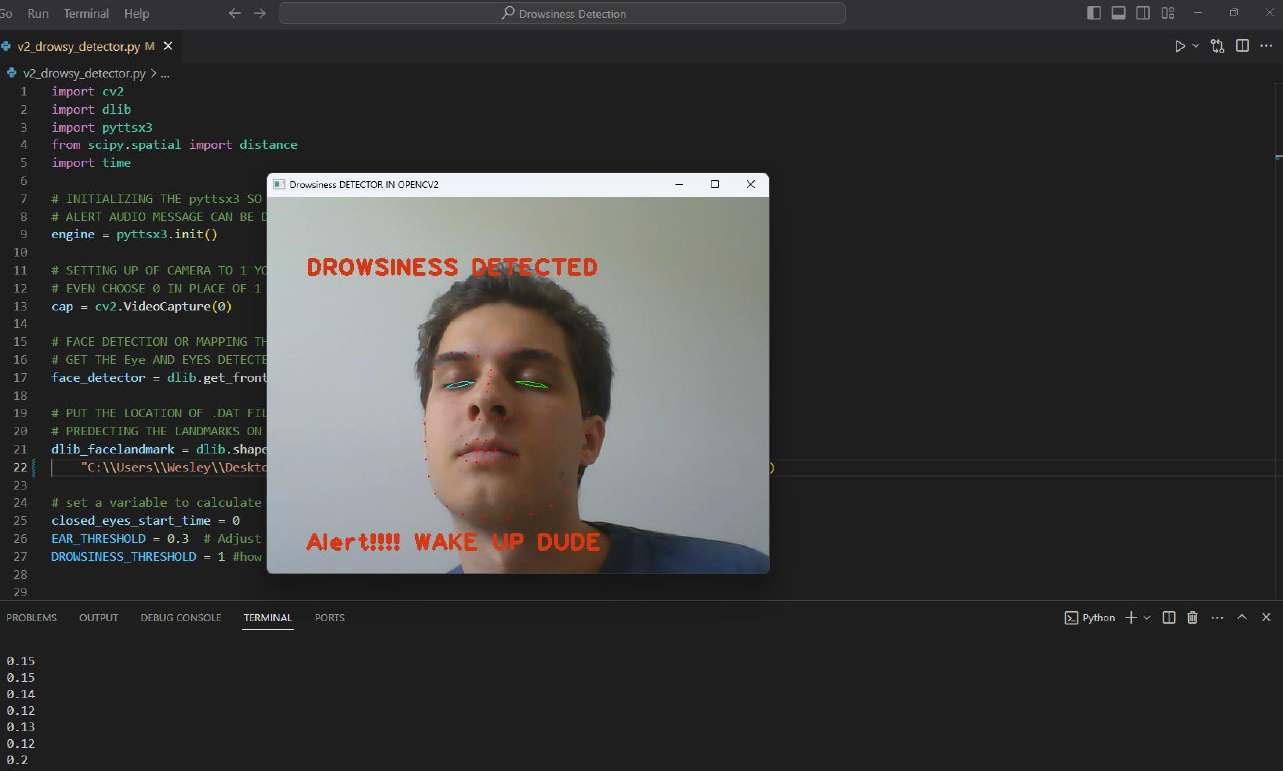 Go Run Terminal Help
Drowsiness Detection
v2_drowsy_detector.py M
v2_drowsy_detector.py > ...
1 import cv2
2 import dlib
3 import pyttsx3
4 from scipy.spatial import distance
5 import time
6
7 # INITIALIZING THE pyttsx3 SO
8 # ALERT AUDIO MESSAGE CAN BE D
9 engine = pyttsx3.init()
10
11 # SETTING UP OF CAMERA TO 1 YO
12 # EVEN CHOOSE 0 IN PLACE OF 1
13 cap = cv2.VideoCapture(0)
14
15 # FACE DETECTION OR MAPPING TH
16 # GET THE Eye AND EYES DETECTE
17 face_detector = dlib.get_front
18
19 # PUT THE LOCATION OF .DAT FIL
20 # PREDECTING THE LANDMARKS ON
21 dlib_facelandmark = dlib.shape
22 "C:\\Users\\Wesley\\Deskto )
23
24 # set a variable to calculate
25 closed_eyes_start_time = 0
26 EAR_THRESHOLD = 0.3 # Adjust
27 DROWSINESS_THRESHOLD = 1 #how
28
29
Drowsiness DETECTOR IN OPENCV2
DROWSINESS DETECTED
Alert!!!! WAKE UP DUDE
PROBLEMS OUTPUT DEBUG CONSOLE TERMINAL PORTS
Python
0.15
0.15
0.14
0.12
0.13
0.12
0.2